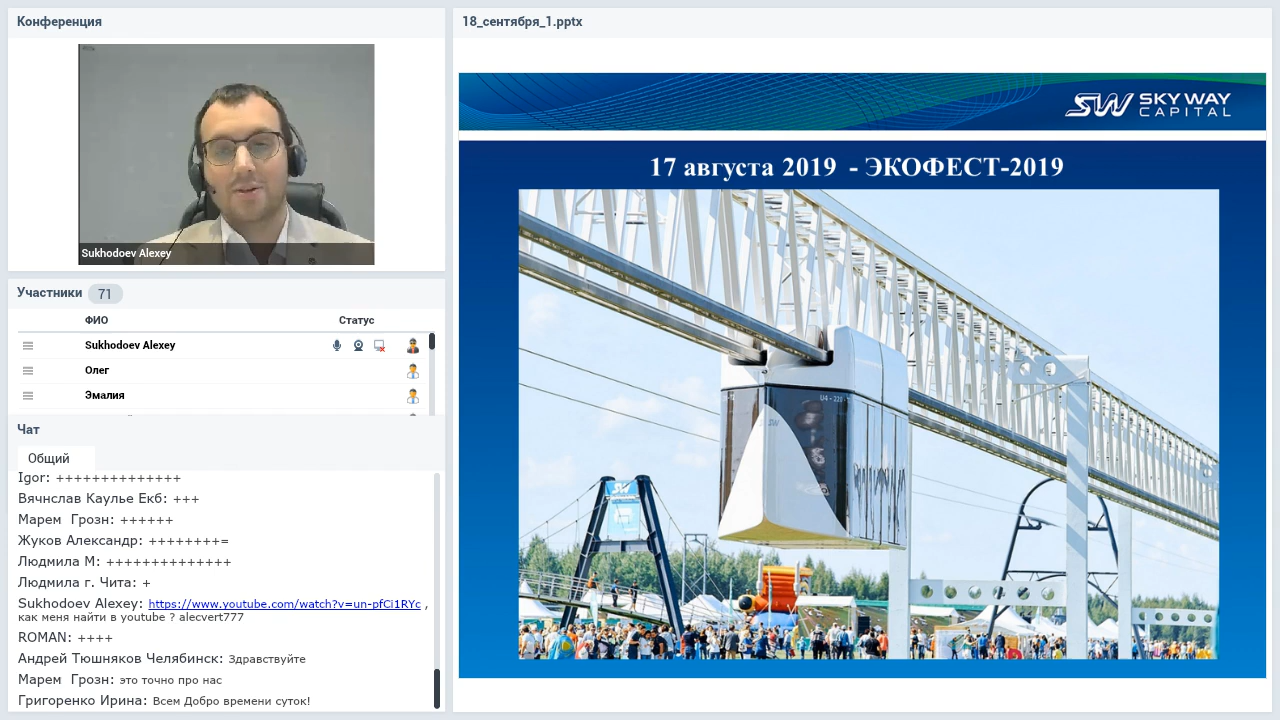 Конференция
Sukhodoev Alexey
Участники 71
ФИО Статус
Sukhodoev Alexey
Олег
Эмалия
Чат
Общий
Igor: ++++++++++++++
Вячнслав Каулье Екб: +++
Марем Грозн: ++++++
Жуков Александр: ++++++++=
Людмила М: ++++++++++++++
Людмила г. Чита: +
Sukhodoev Alexey: https://www.youtube.com/watch?v=un-pfCi1RYc ,
как меня найти в youtube ? alecvert777
ROMAN: ++++
Андрей Тюшняков Челябинск: Здравствуйте
Марем Грозн: это точно про нас
Григоренко Ирина: Всем Добро времени суток!
18_сентября_1.pptx
SW SKY WAY
CAPITAL
17 августа 2019 - ЭКОФЕСТ-2019
SW
SW